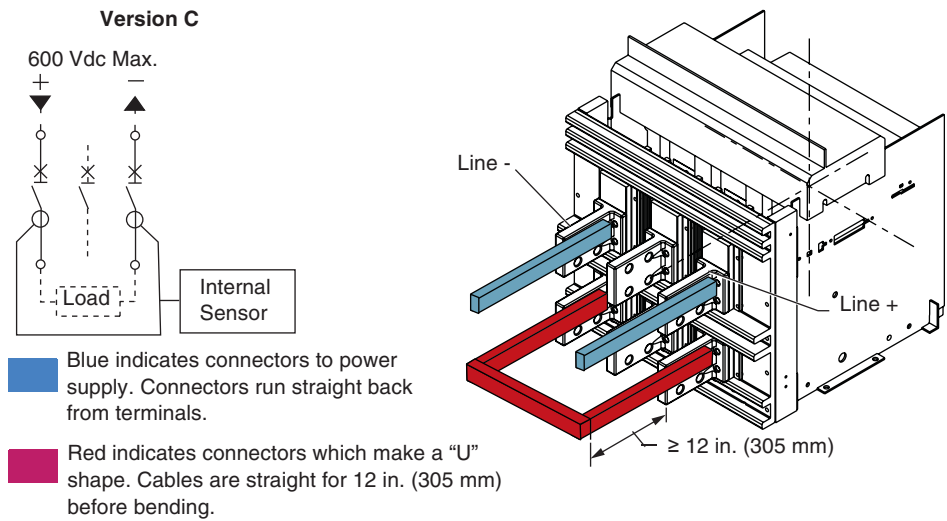 Version C
600 Vdc Max.
+ −
Load
Internal
Sensor
Line -
Line +
≥ 12 in. (305 mm)
Blue indicates connectors to power
supply. Connectors run straight back
from terminals.
Red indicates connectors which make a “U”
shape. Cables are straight for 12 in. (305 mm)
before bending.